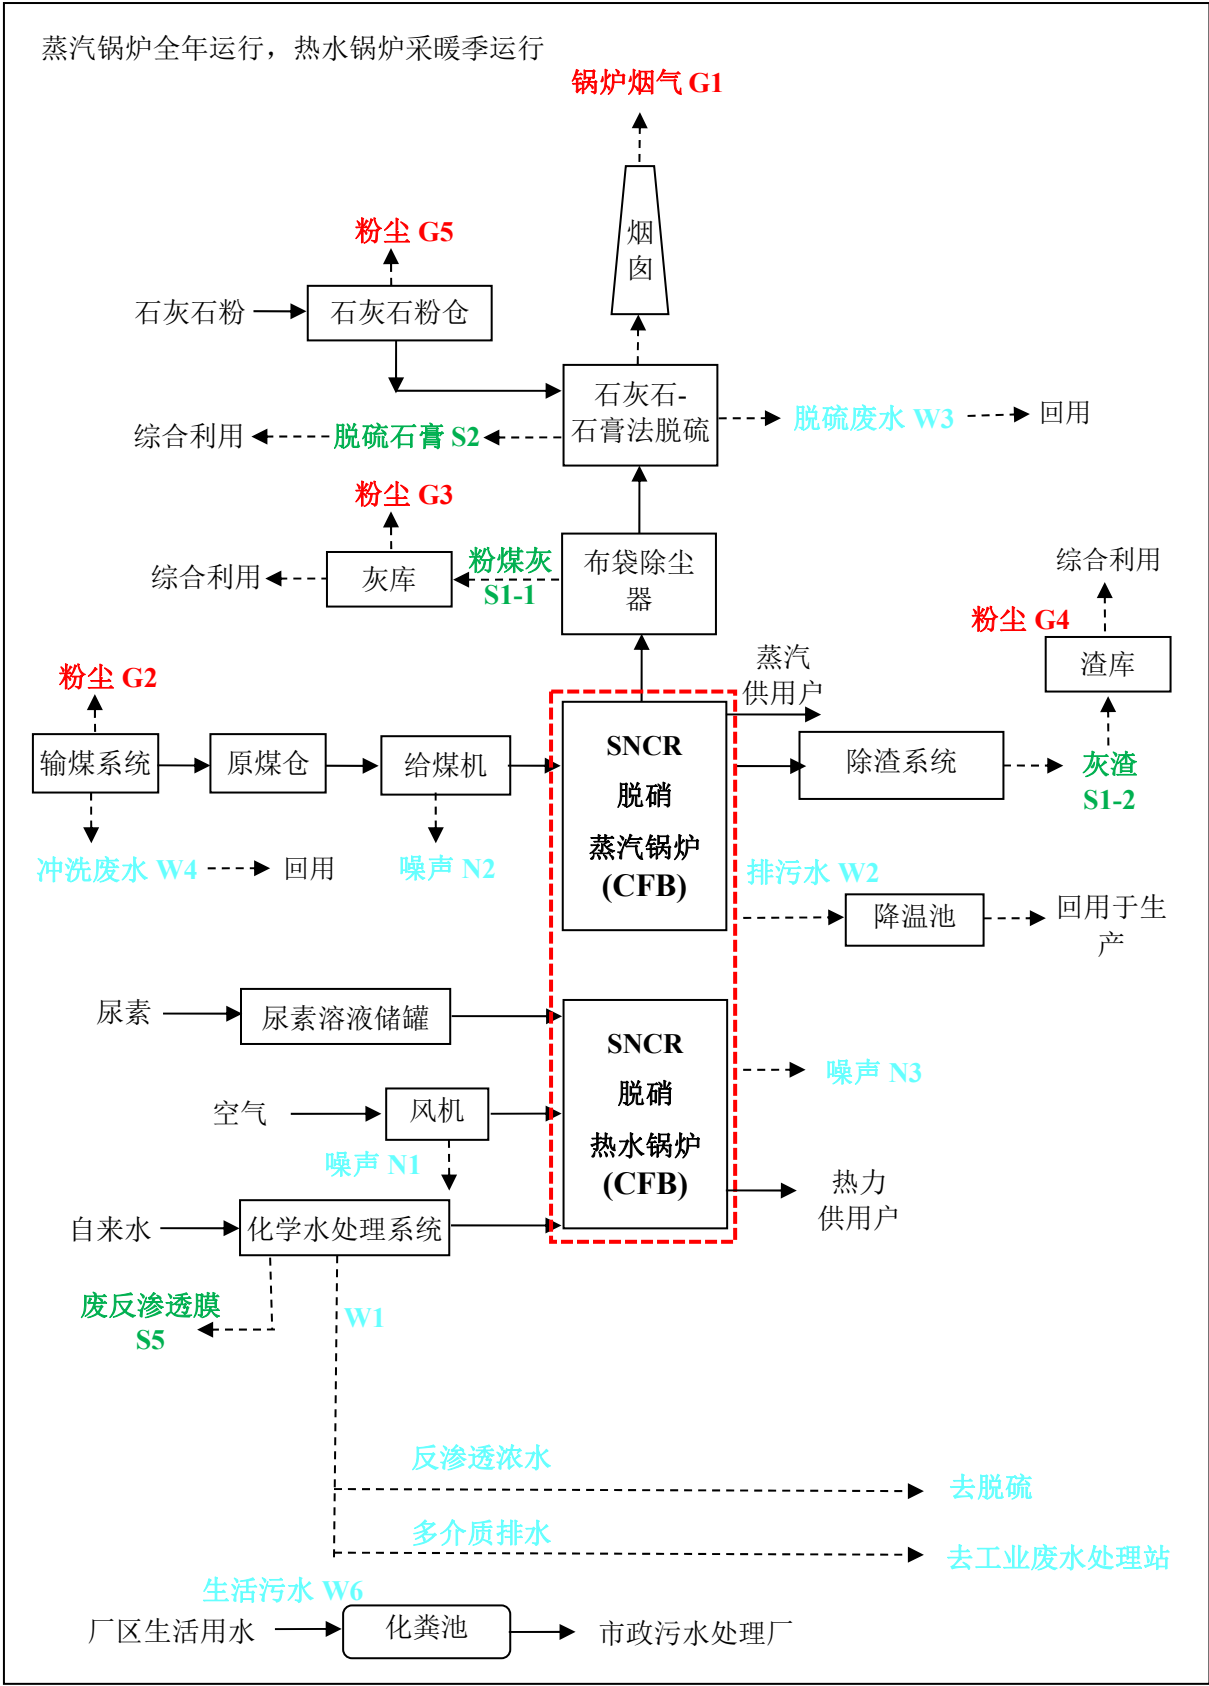 蒸汽锅炉全年运行，热水锅炉采暖季运行
锅炉烟气 G1
烟
囱
粉尘 G5
石灰石粉
石灰石粉仓
石灰石-
石膏法脱硫
综合利用
脱硫石膏 S2
脱硫废水 W3
回用
粉尘 G3
综合利用
灰库
粉煤灰
S1-1
布袋除尘
器
综合利用
粉尘 G4
渣库
粉尘 G2
蒸汽
供用户
输煤系统
原煤仓
给煤机
SNCR
脱硝
蒸汽锅炉
(CFB)
除渣系统
灰渣
S1-2
冲洗废水 W4
回用
噪声 N2
排污水 W2
降温池
回用于生
产
尿素
尿素溶液储罐
SNCR
脱硝
热水锅炉
(CFB)
噪声 N3
空气
风机
噪声 N1
热力
供用户
自来水
化学水处理系统
废反渗透膜
S5
W1
反渗透浓水
去脱硫
多介质排水
去工业废水处理站
生活污水 W6
厂区生活用水
化粪池
市政污水处理厂